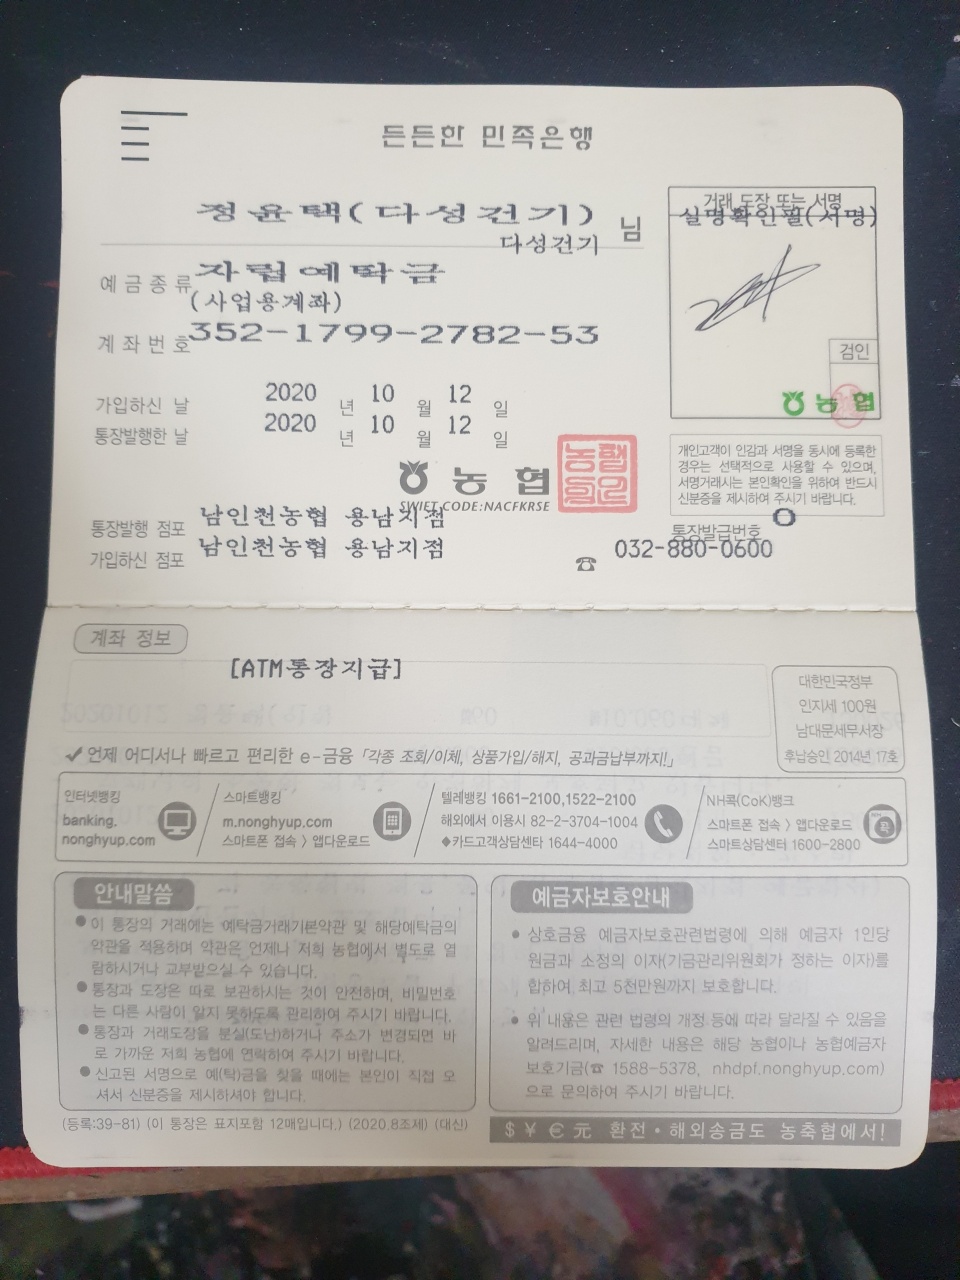 든든한 민족은행
정윤택(다성건기) 님
다성건기
예금종류 자립예탁금
(사업용계좌)
계좌번호 352-1799-2782-53
가입하신 날 2020 년 10 월 12 일
통장발행한 날 2020 년 10 월 12 일
거래 도장 또는 서명
실명확인필(서명)
검인
농협
개인고객이 인감과 서명을 동시에 등록한
경우는 선택적으로 사용할 수 있으며,
서명거래시는 본인확인을 위하여 반드시
신분증을 제시하여 주시기 바랍니다.
농협
SWIFT CODE:NACFKRSE
통장발행 점포 남인천농협 용남지점
가입하신 점포 남인천농협 용남지점
통장발급번호 0
☎ 032-880-0600
계좌 정보
[ATM통장지급]
대한민국정부
인지세 100원
남대문세무서장
후납승인 2014년 17호
✔언제 어디서나 빠르고 편리한 e-금융 「각종 조회/이체, 상품가입/해지, 공과금납부까지!」
인터넷뱅킹
banking.
nonghyup.com
스마트뱅킹
m.nonghyup.com
스마트폰 접속 > 앱다운로드
텔레뱅킹 1661-2100,1522-2100
해외에서 이용시 82-2-3704-1004
◆카드고객상담센타 1644-4000
NH콕(CoK)뱅크
스마트폰 접속 > 앱다운로드
스마트상담센터 1600-2800
콕
안내말씀
● 이 통장의 거래에는 예탁금거래기본약관 및 해당예탁금의
약관을 적용하며 약관은 언제나 저희 농협에서 별도로 열
람하시거나 교부받으실 수 있습니다.
● 통장과 도장은 따로 보관하시는 것이 안전하며, 비밀번호
는 다른 사람이 알지 못하도록 관리하여 주시기 바랍니다.
● 통장과 거래도장을 분실(도난)하거나 주소가 변경되면 바
로 가까운 저희 농협에 연락하여 주시기 바랍니다.
● 신고된 서명으로 예(탁)금을 찾을 때에는 본인이 직접 오
셔서 신분증을 제시하셔야 합니다.
예금자보호안내
● 상호금융 예금자보호관련법령에 의해 예금자 1인당
원금과 소정의 이자(기금관리위원회가 정하는 이자)를
합하여 최고 5천만원까지 보호합니다.
● 위 내용은 관련 법령의 개정 등에 따라 달라질 수 있음을
알려드리며, 자세한 내용은 해당 농협이나 농협예금자
보호기금(☎ 1588-5378, nhdpf.nonghyup.com)
으로 문의하여 주시기 바랍니다.
(등록:39-81) (이 통장은 표지포함 12매입니다.) (2020.8조제) (대신)
$ ¥ € 元 환전 · 해외송금도 농축협에서!